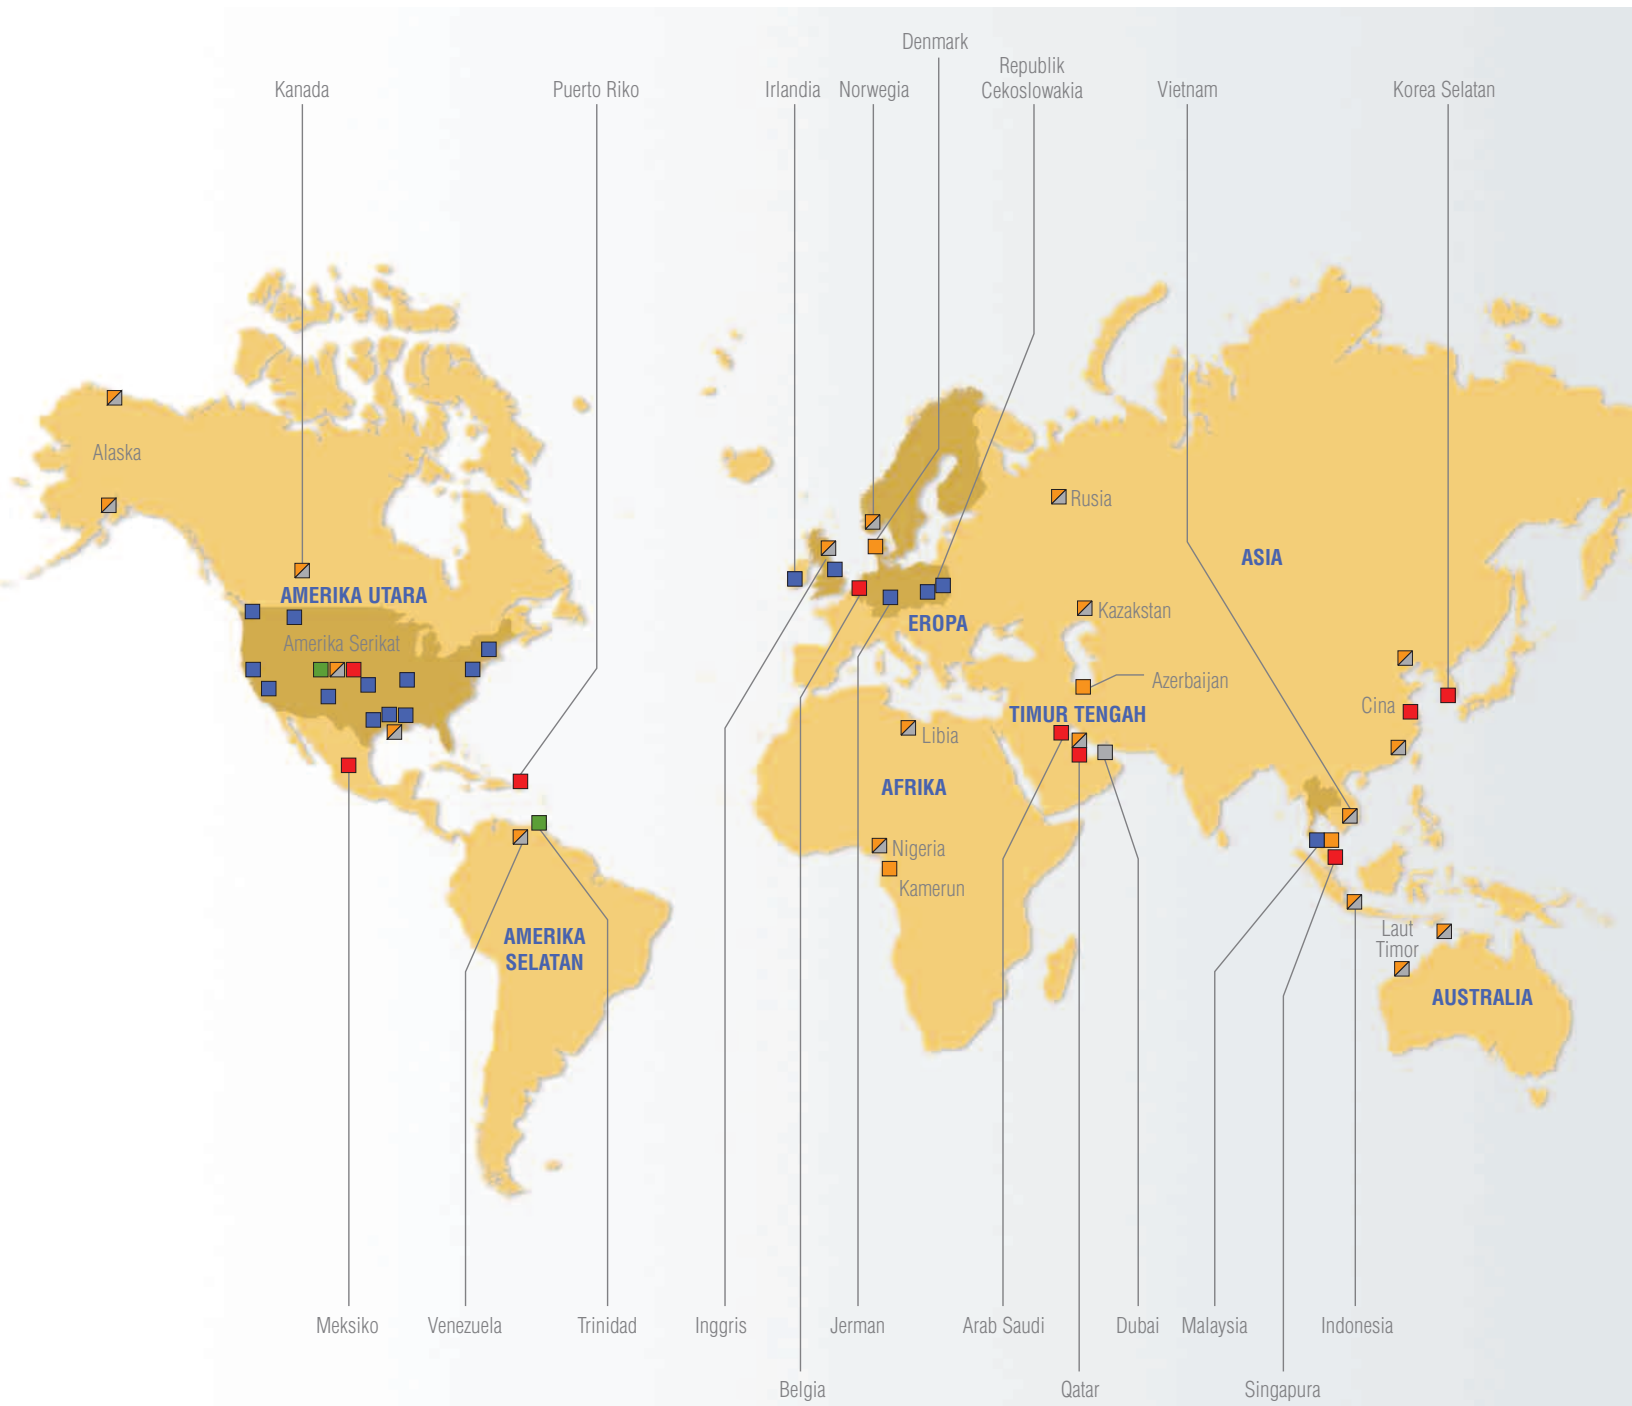 Denmark
Republik
Cekoslowakia
Kanada
Puerto Riko
Irlandia
Norwegia
Vietnam
Korea Selatan
Alaska
Rusia
ASIA
AMERIKA UTARA
Kazakstan
EROPA
Amerika Serikat
Azerbaijan
Cina
TIMUR TENGAH
Libia
AFRIKA
Nigeria
Kamerun
Laut
Timor
AMERIKA
SELATAN
AUSTRALIA
Meksiko
Venezuela
Trinidad
Inggris
Jerman
Arab Saudi
Dubai
Malaysia
Indonesia
Belgia
Qatar
Singapura